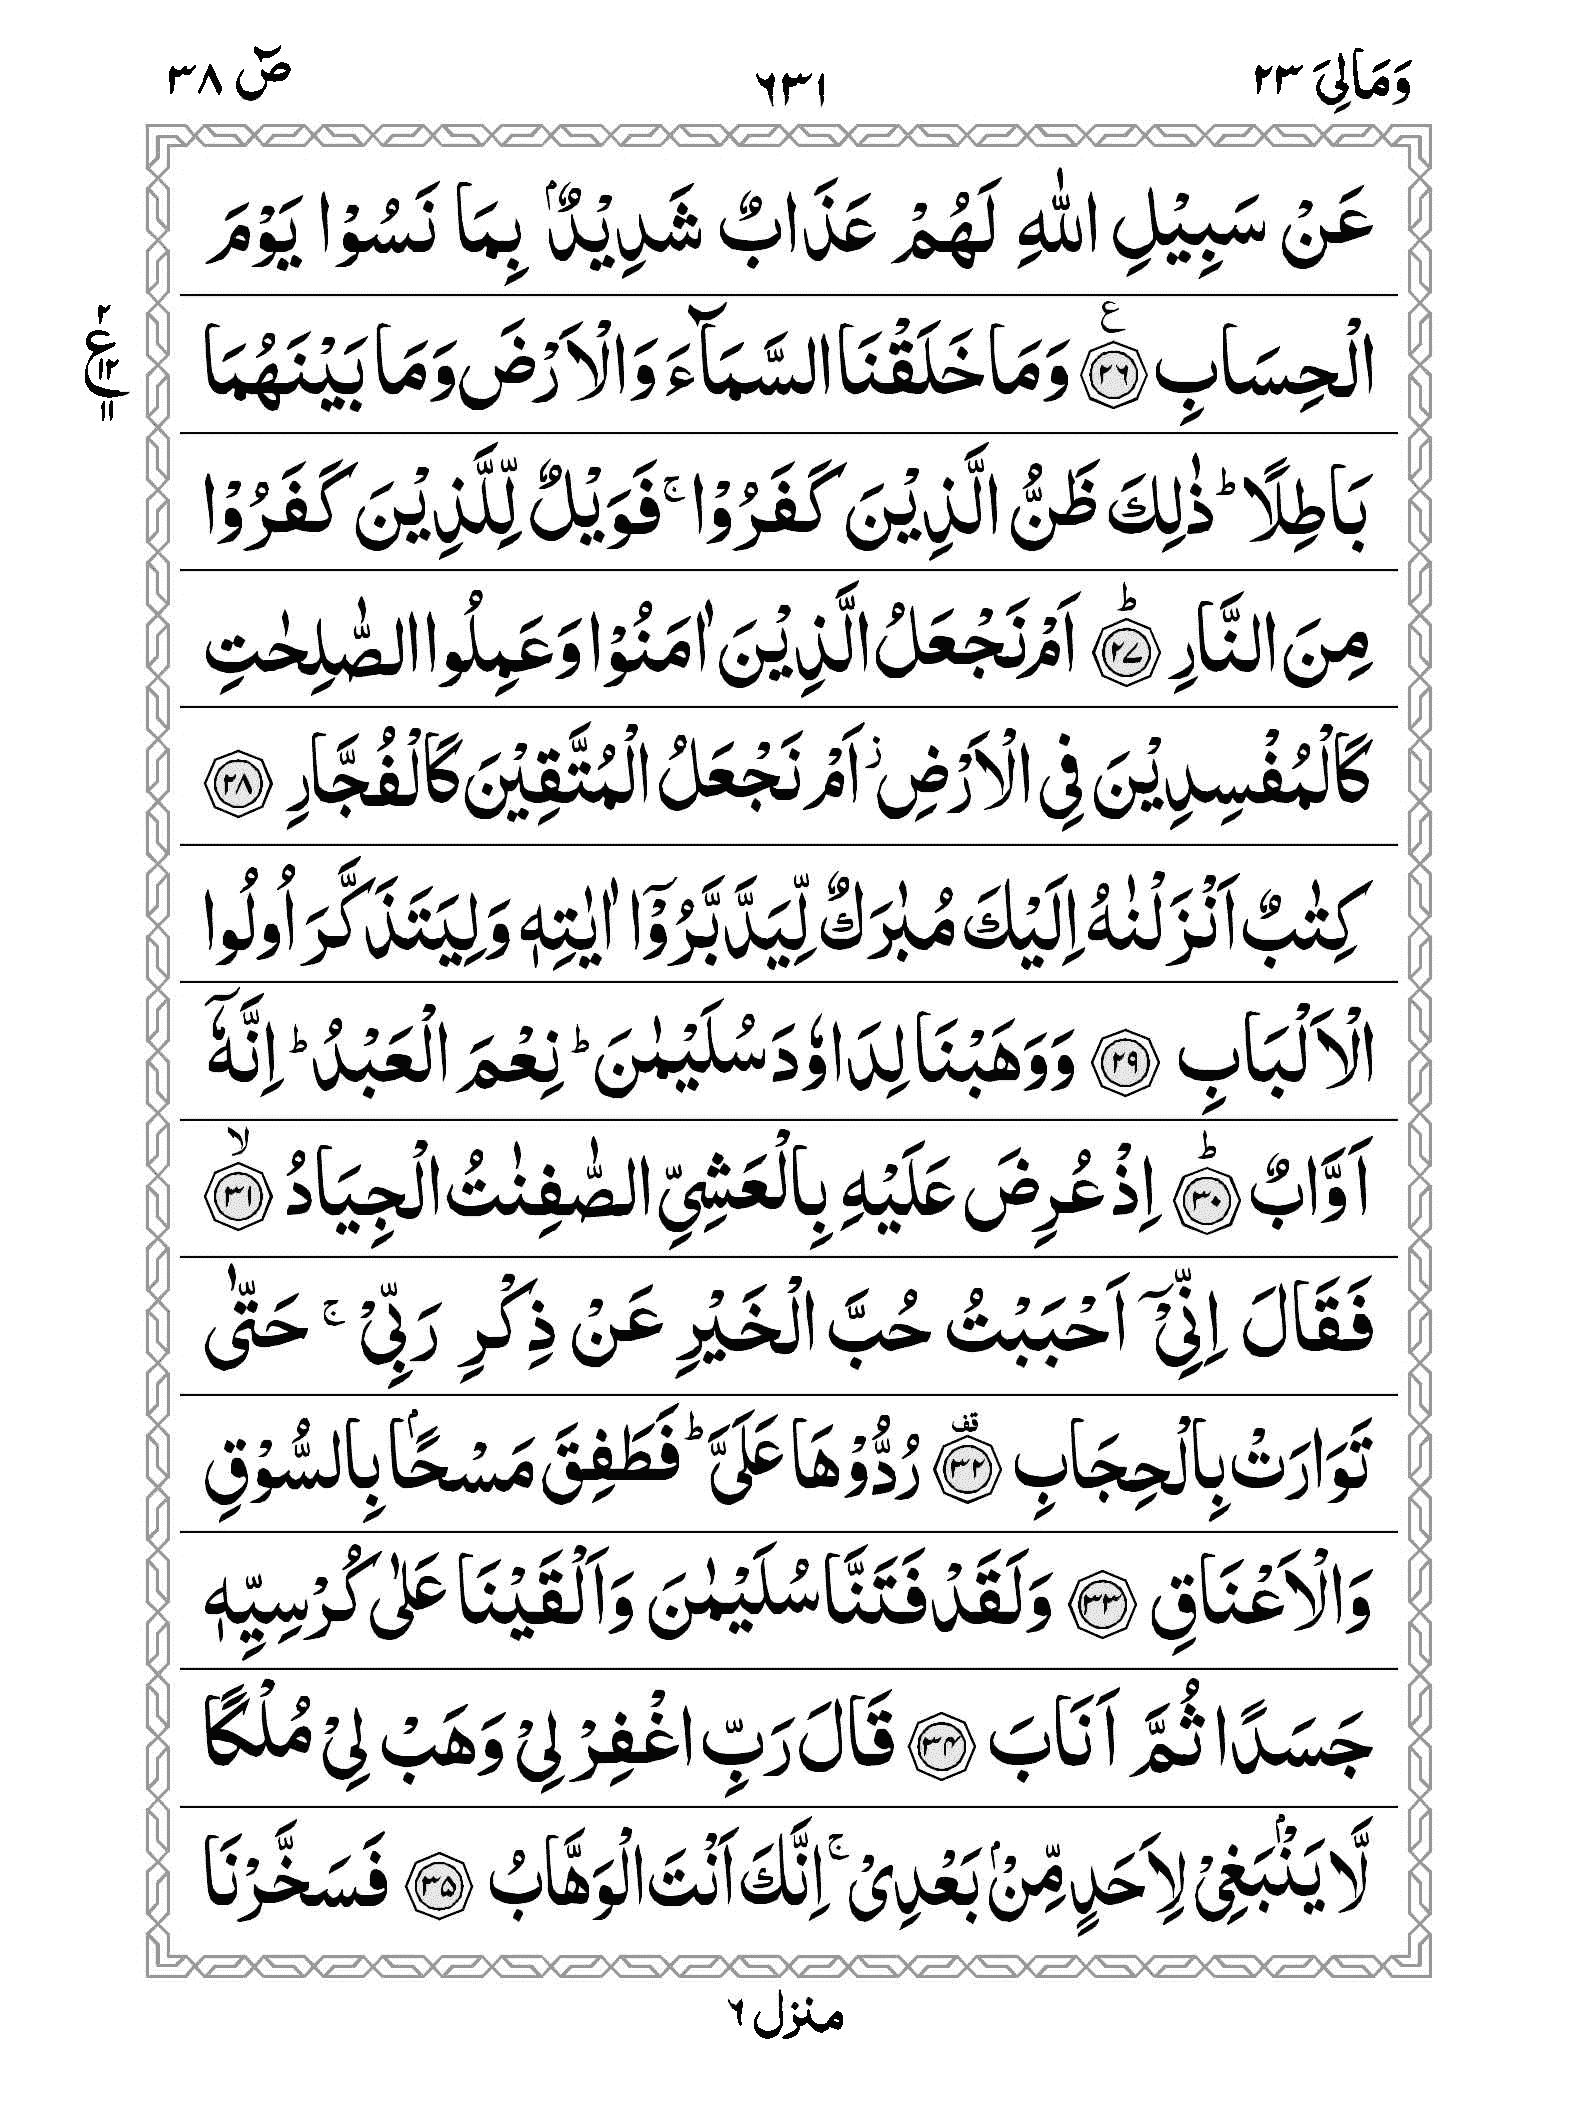 وَمَالِىَ ٢٣ ٦٣١ صٓ ٣٨
عَنْ سَبِيْلِ اللّٰهِ لَهُمْ عَذَابٌ شَدِيْدٌۢ بِمَا نَسُوْا يَوْمَ
الْحِسَابِ ﴿٢٦﴾ ع وَمَا خَلَقْنَا السَّمَآءَ وَالْاَرْضَ وَمَا بَيْنَهُمَا
٢ ع ١٢ ١١
بَاطِلًا ؕ ذٰلِكَ ظَنُّ الَّذِيْنَ كَفَرُوْا ۚ فَوَيْلٌ لِّلَّذِيْنَ كَفَرُوْا
مِنَ النَّارِ ؕ ﴿٢٧﴾ اَمْ نَجْعَلُ الَّذِيْنَ اٰمَنُوْا وَعَمِلُوا الصّٰلِحٰتِ
كَالْمُفْسِدِيْنَ فِى الْاَرْضِ ز اَمْ نَجْعَلُ الْمُتَّقِيْنَ كَالْفُجَّارِ ﴿٢٨﴾
كِتٰبٌ اَنْزَلْنٰهُ اِلَيْكَ مُبٰرَكٌ لِّيَدَّبَّرُوْٓا اٰيٰتِهٖ وَلِيَتَذَكَّرَ اُولُوا
الْاَلْبَابِ ﴿٢٩﴾ وَوَهَبْنَا لِدَاوٗدَ سُلَيْمٰنَ ؕ نِعْمَ الْعَبْدُ ؕ اِنَّهٗٓ
اَوَّابٌ ؕ ﴿٣٠﴾ اِذْ عُرِضَ عَلَيْهِ بِالْعَشِىِّ الصّٰفِنٰتُ الْجِيَادُ ۙ ﴿٣١﴾
فَقَالَ اِنِّىْٓ اَحْبَبْتُ حُبَّ الْخَيْرِ عَنْ ذِكْرِ رَبِّىْ ۚ حَتّٰى
تَوَارَتْ بِالْحِجَابِ قف ﴿٣٢﴾ رُدُّوْهَا عَلَىَّ ؕ فَطَفِقَ مَسْحًۢا بِالسُّوْقِ
وَالْاَعْنَاقِ ﴿٣٣﴾ وَلَقَدْ فَتَنَّا سُلَيْمٰنَ وَاَلْقَيْنَا عَلٰى كُرْسِيِّهٖ
جَسَدًا ثُمَّ اَنَابَ ﴿٣٤﴾ قَالَ رَبِّ اغْفِرْ لِىْ وَهَبْ لِىْ مُلْكًا
لَّا يَنْۢبَغِىْ لِاَحَدٍ مِّنْۢ بَعْدِىْ ۚ اِنَّكَ اَنْتَ الْوَهَّابُ ﴿٣٥﴾ فَسَخَّرْنَا
منزل ٦